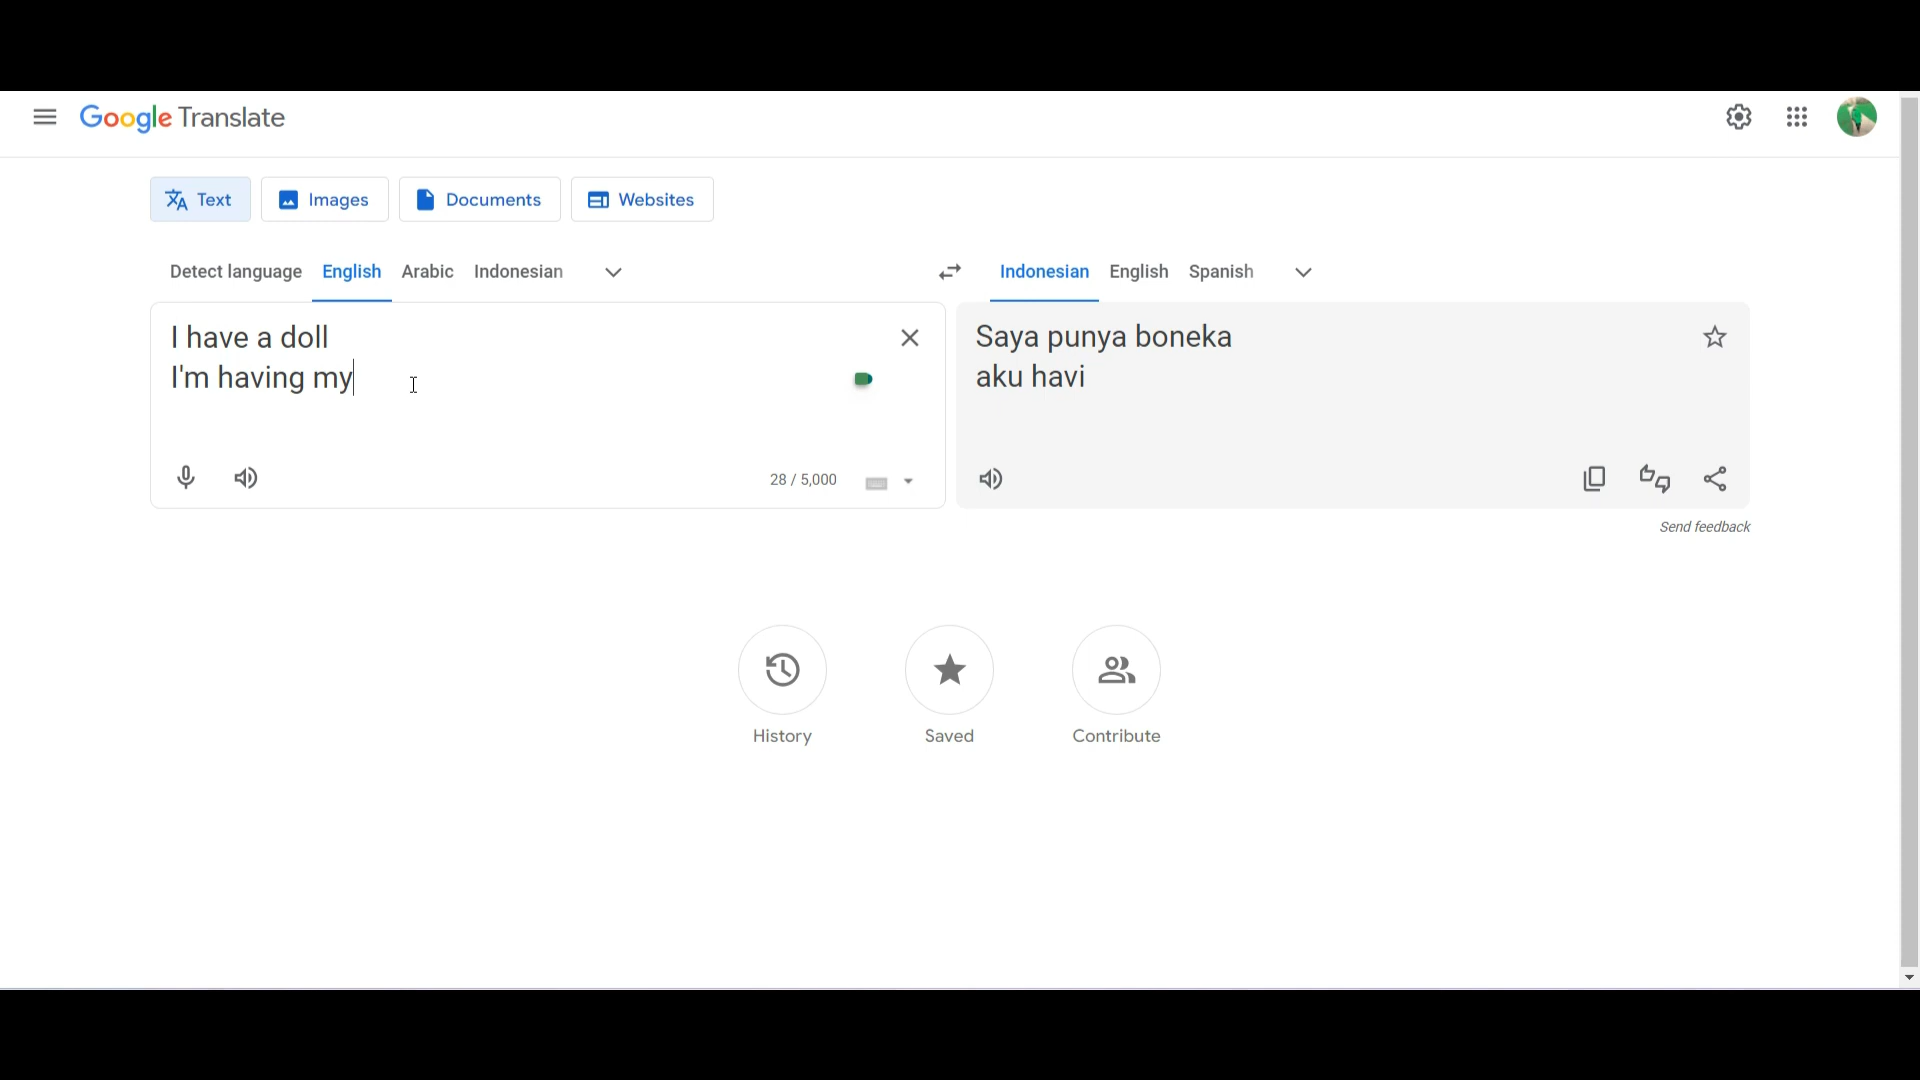 Google Translate
Text Images Documents Websites
Detect language English Arabic Indonesian Indonesian English Spanish
I have a doll
I'm having my
Saya punya boneka
aku havi
28 / 5,000
Send feedback
History Saved Contribute